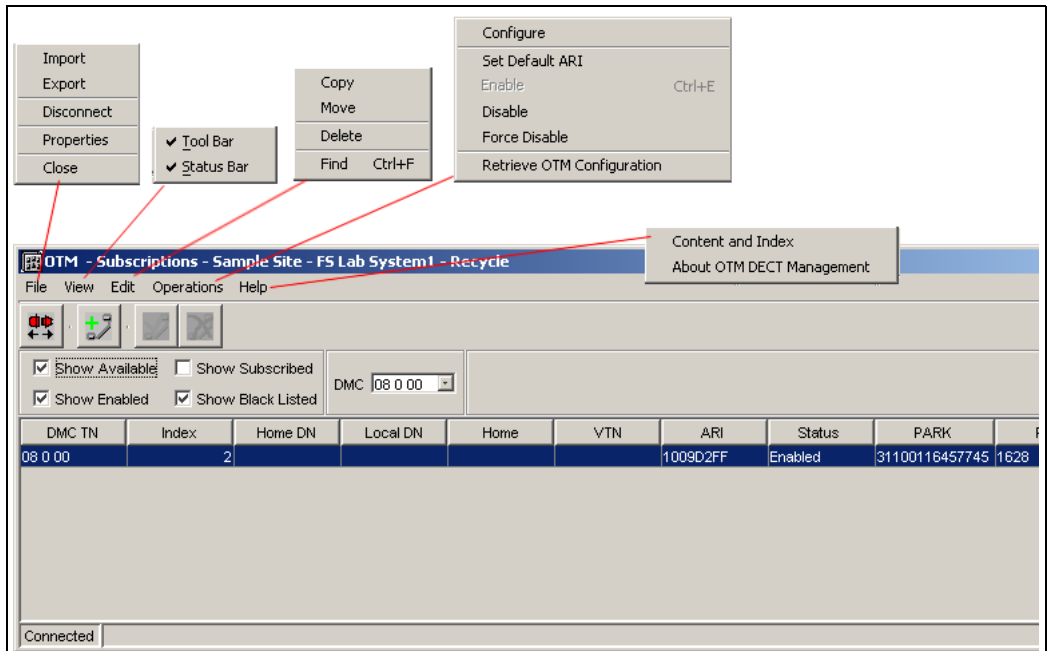 Import
Export
Disconnect
Properties
Close
Tool Bar
Status Bar
Copy
Move
Delete
Find Ctrl+F
Configure
Set Default ARI
Enable Ctrl+E
Disable
Force Disable
Retrieve OTM Configuration
Content and Index
About OTM DECT Management
OTM - Subscriptions - Sample Site - FS Lab System1 - Recycle
File View Edit Operations Help
Show Available Show Subscribed
Show Enabled Show Black Listed
DMC 08 0 00
DMC TN Index Home DN Local DN Home VTN ARI Status PARK
08 0 00 2 1009D2FF Enabled 31100116457745 1628
Connected